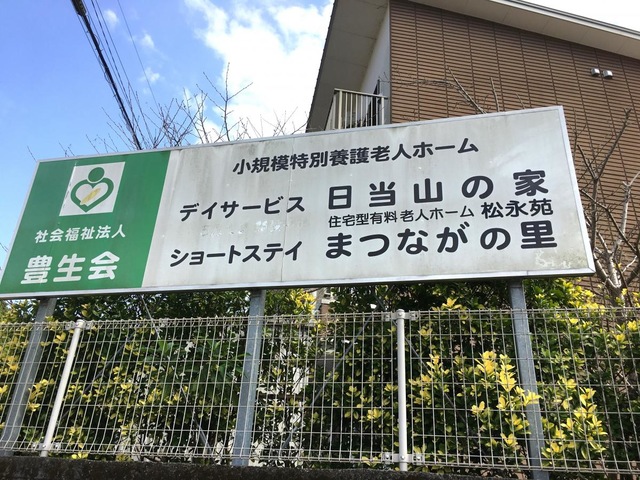 社会福祉法人
豊生会
小規模特別養護老人ホーム
デイサービス 日当山の家
住宅型有料老人ホーム 松永苑
ショートステイ まつながの里